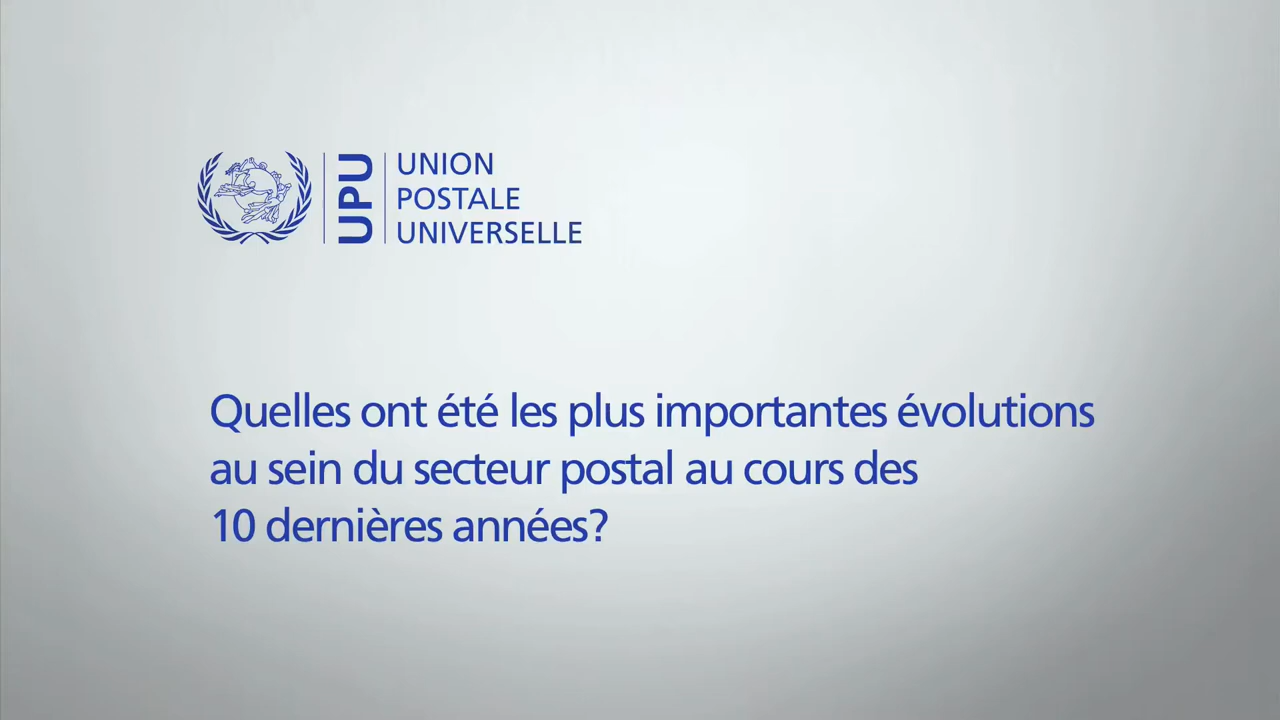 UPU
UNION
POSTALE
UNIVERSELLE
Quelles ont été les plus importantes évolutions
au sein du secteur postal au cours des
10 dernières années?